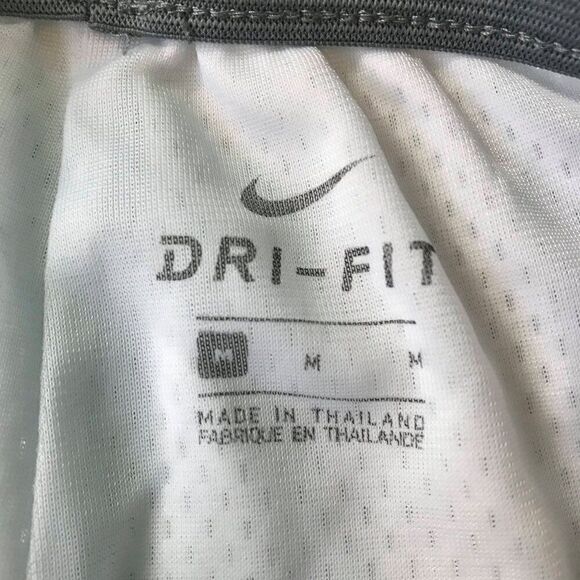 DRI-FIT
M M M
MADE IN THAILAND
FABRIQUE EN THAILANDE